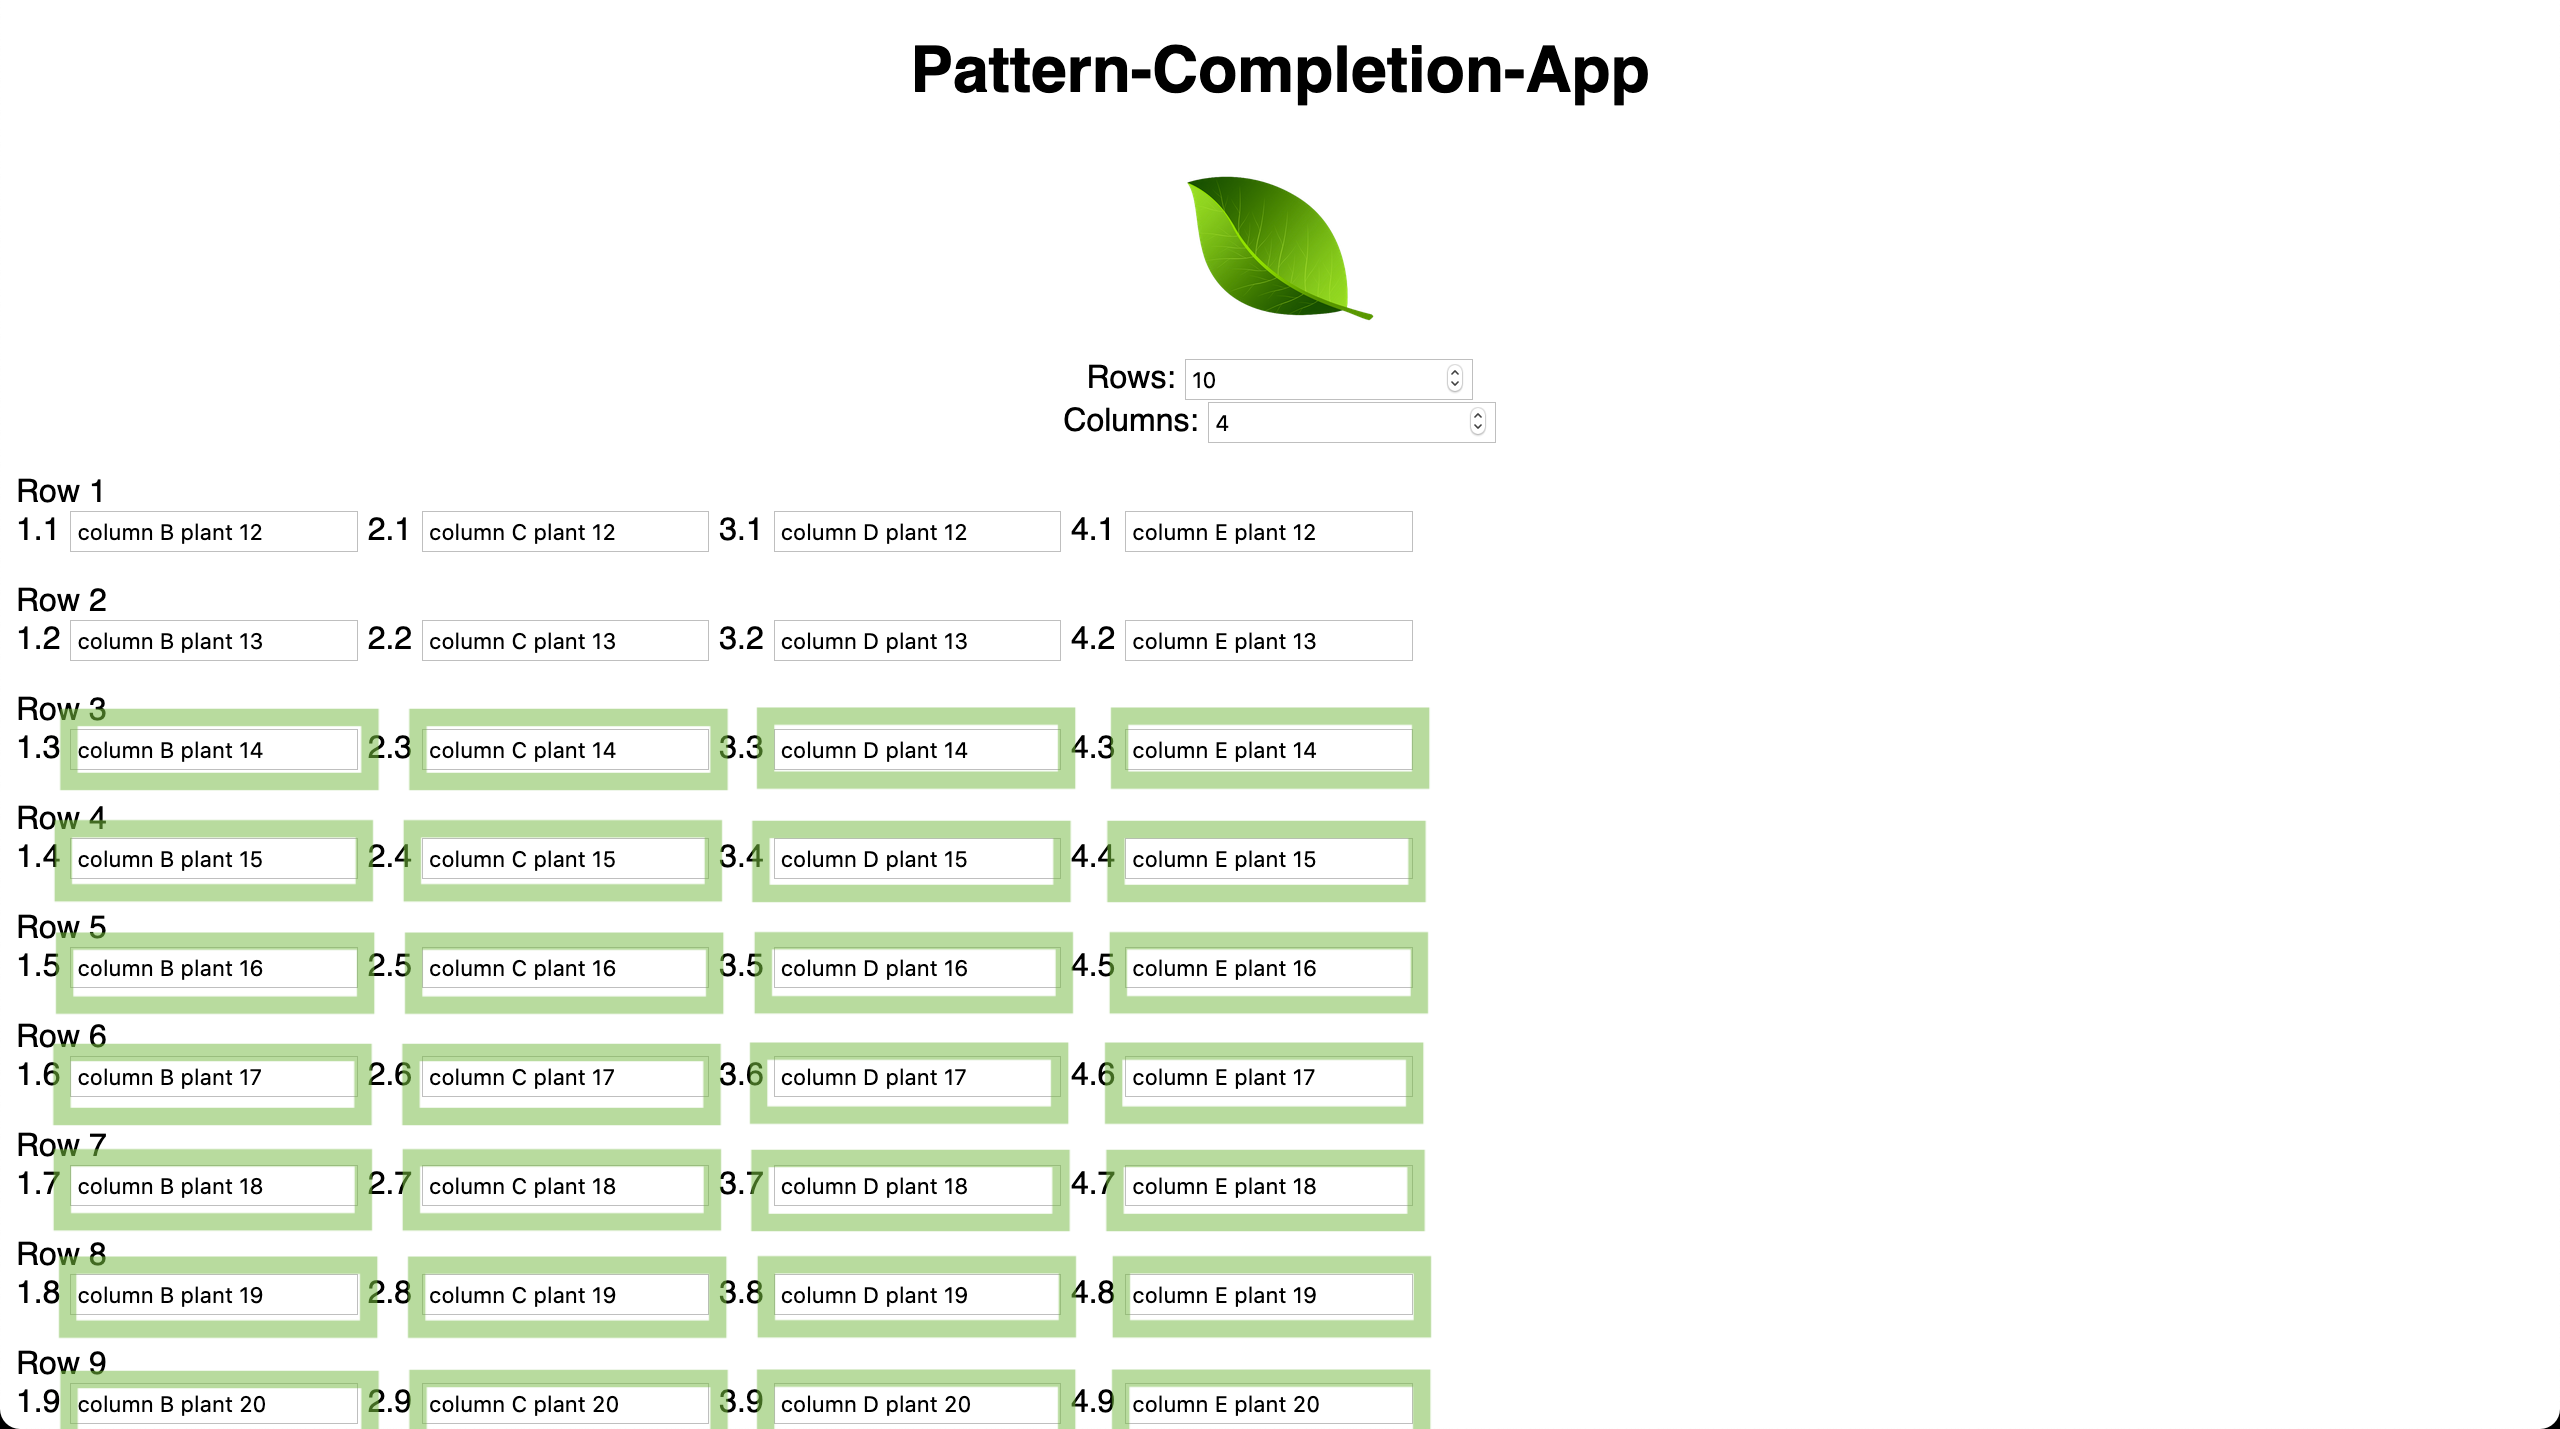 Pattern-Completion-App
Rows: 10
Columns: 4
Row 1
1.1 column B plant 12 2.1 column C plant 12 3.1 column D plant 12 4.1 column E plant 12
Row 2
1.2 column B plant 13 2.2 column C plant 13 3.2 column D plant 13 4.2 column E plant 13
Row 3
1.3 column B plant 14 2.3 column C plant 14 3.3 column D plant 14 4.3 column E plant 14
Row 4
1.4 column B plant 15 2.4 column C plant 15 3.4 column D plant 15 4.4 column E plant 15
Row 5
1.5 column B plant 16 2.5 column C plant 16 3.5 column D plant 16 4.5 column E plant 16
Row 6
1.6 column B plant 17 2.6 column C plant 17 3.6 column D plant 17 4.6 column E plant 17
Row 7
1.7 column B plant 18 2.7 column C plant 18 3.7 column D plant 18 4.7 column E plant 18
Row 8
1.8 column B plant 19 2.8 column C plant 19 3.8 column D plant 19 4.8 column E plant 19
Row 9
1.9 column B plant 20 2.9 column C plant 20 3.9 column D plant 20 4.9 column E plant 20